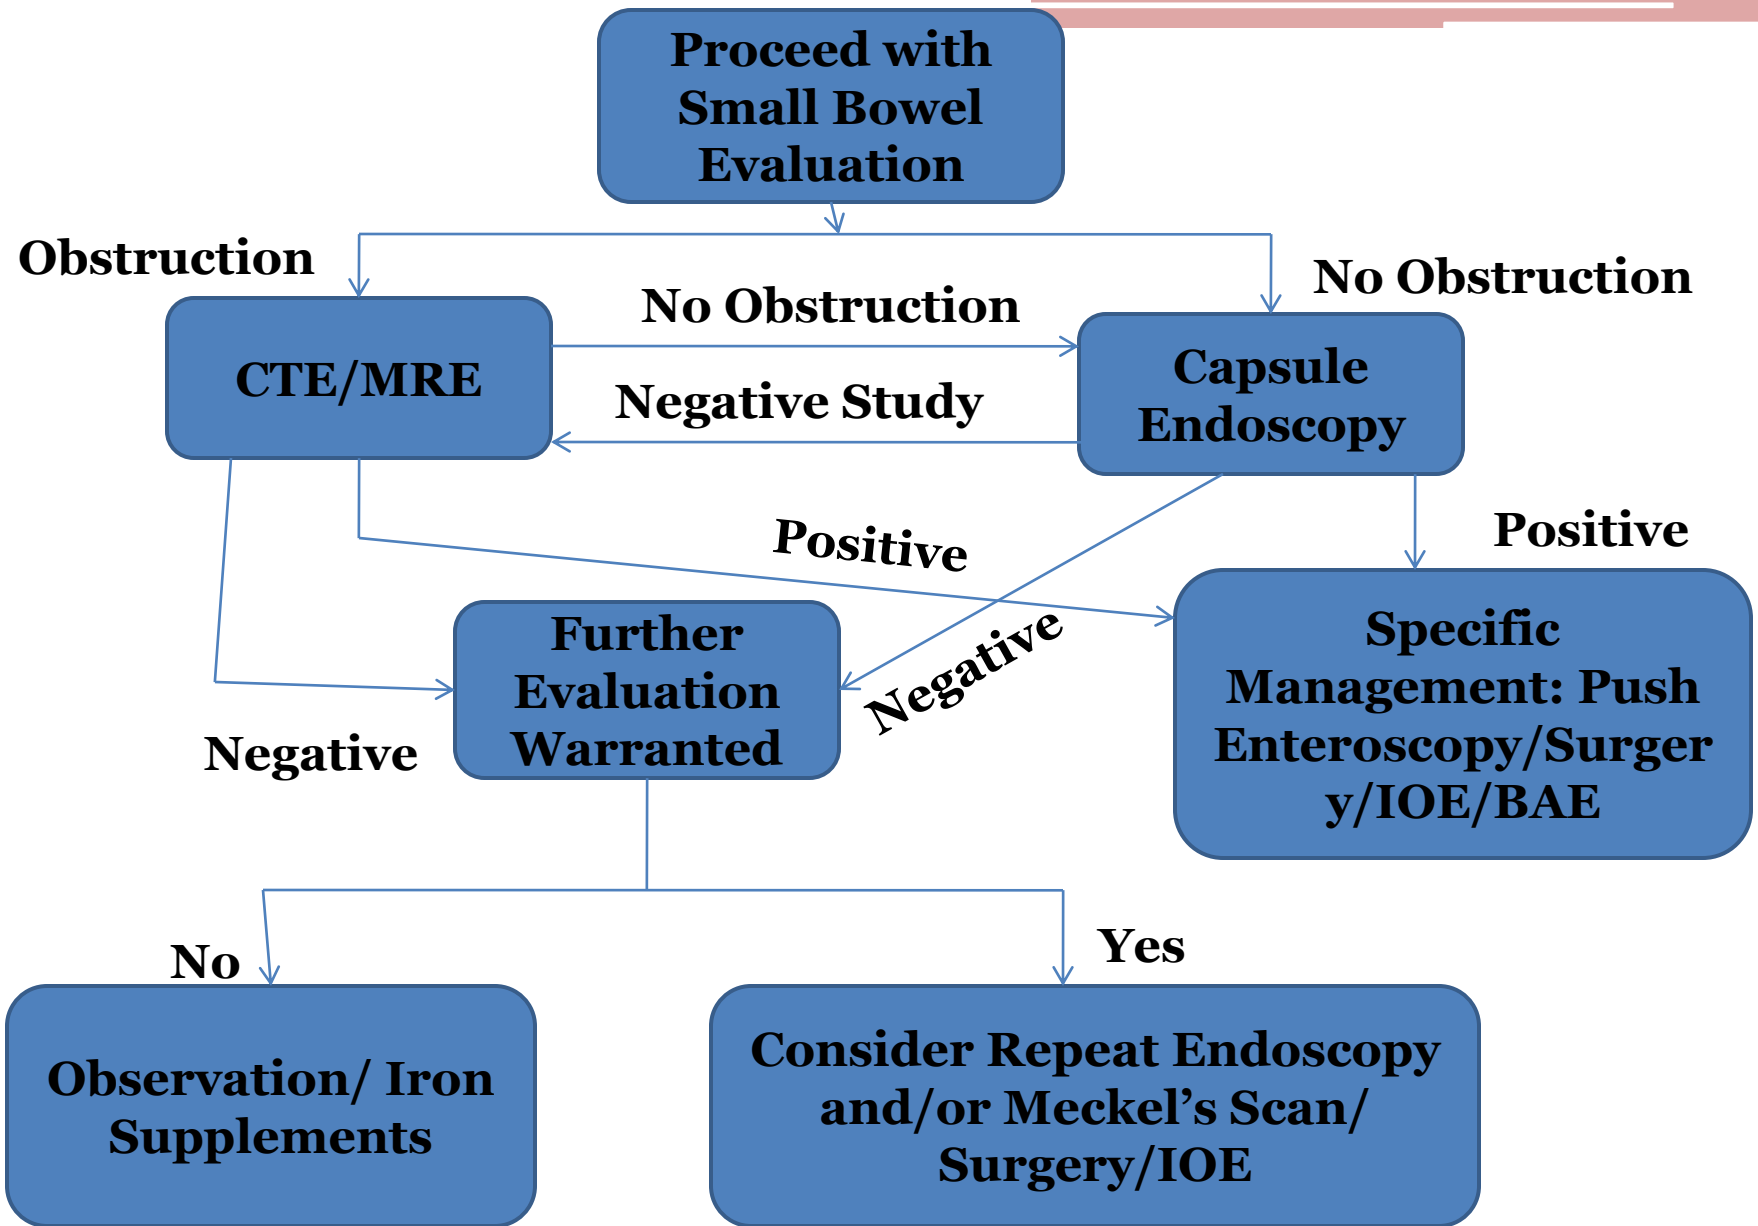 Proceed with
Small Bowel
Evaluation
Obstruction
No Obstruction
No Obstruction
CTE/MRE
Capsule
Endoscopy
Negative Study
Positive
Positive
Further
Evaluation
Warranted
Negative
Negative
Specific
Management: Push
Enteroscopy/Surger
y/IOE/BAE
No
Yes
Observation/ Iron
Supplements
Consider Repeat Endoscopy
and/or Meckel’s Scan/
Surgery/IOE